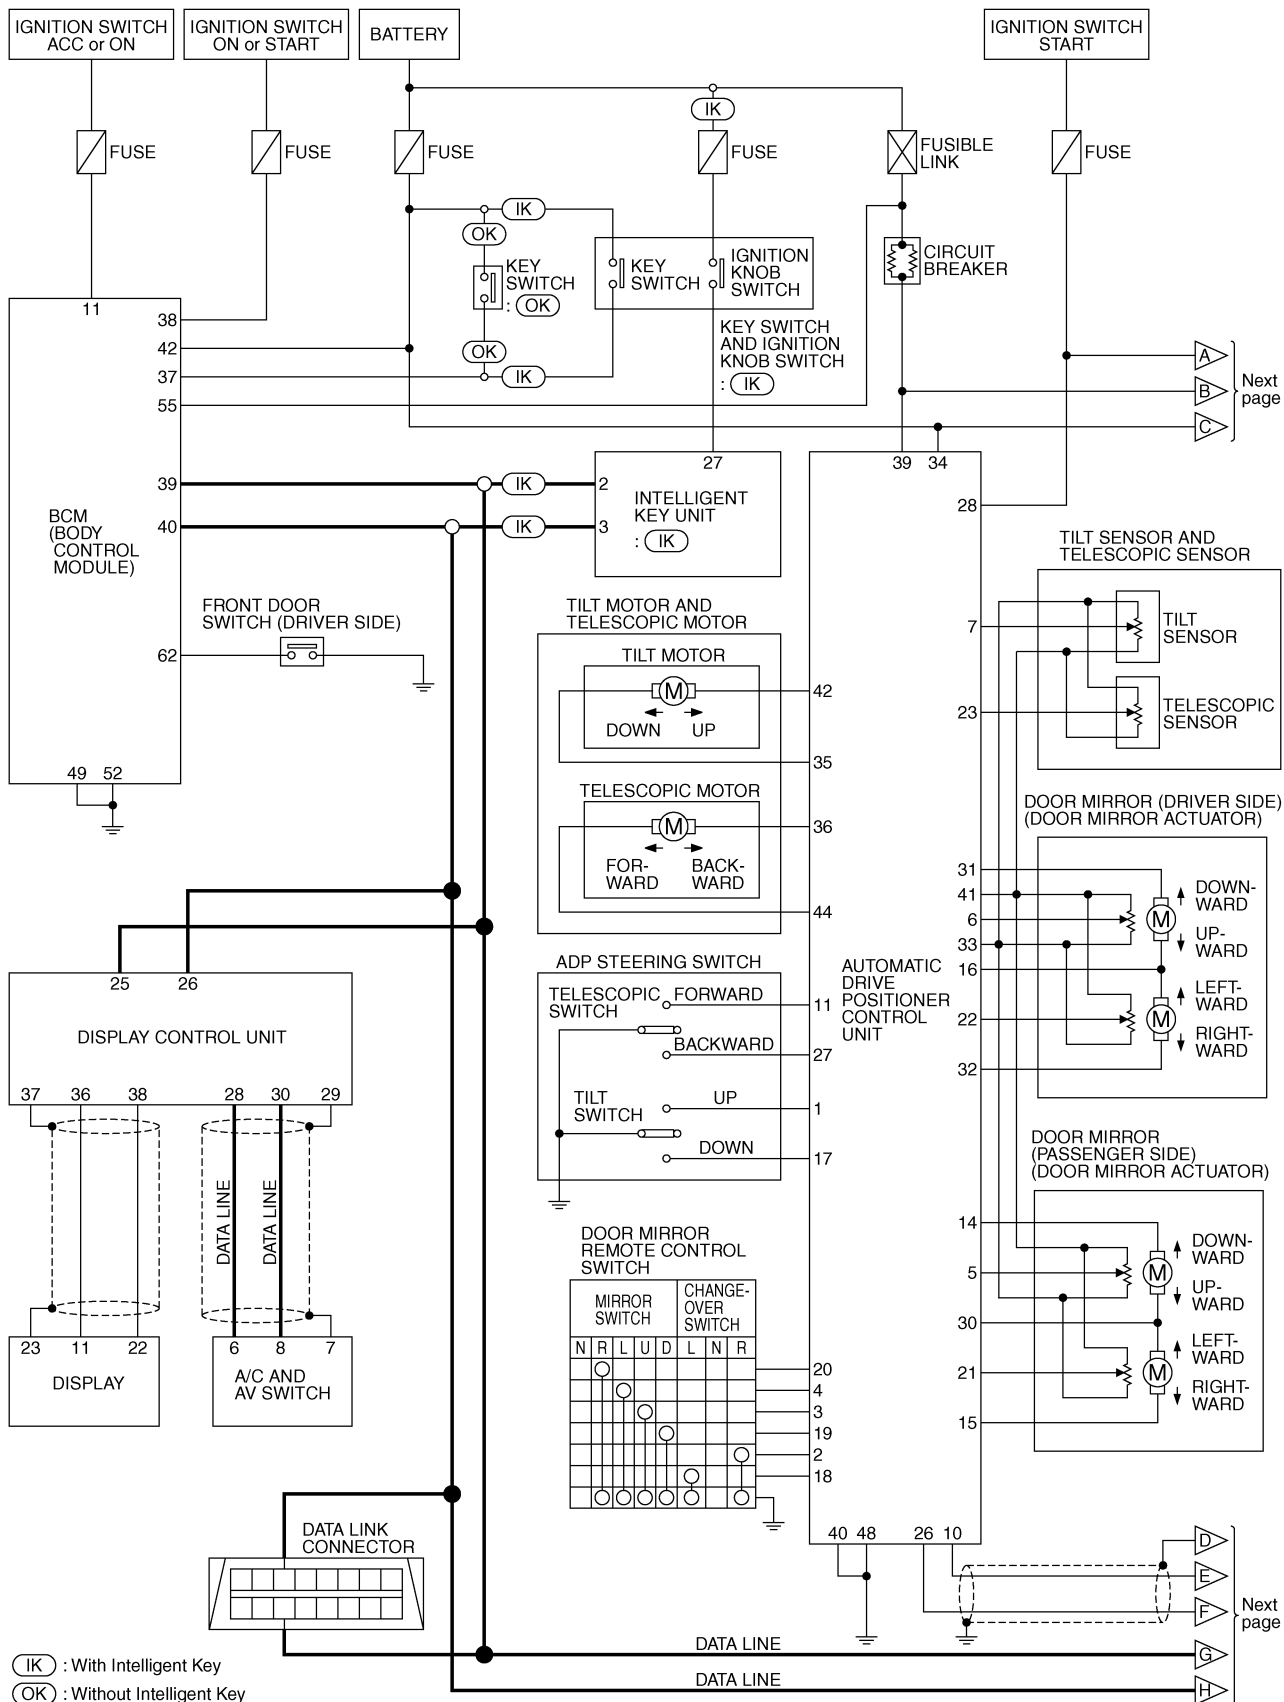 IGNITION SWITCH
ACC or ON
IGNITION SWITCH
ON or START
BATTERY
IGNITION SWITCH
START
IK
FUSE
FUSE
FUSE
FUSE
FUSIBLE
LINK
FUSE
IK
OK
KEY
SWITCH
: OK
KEY
SWITCH
IGNITION
KNOB
SWITCH
CIRCUIT
BREAKER
11
38
42
37
55
OK
IK
KEY SWITCH
AND IGNITION
KNOB SWITCH
: IK
A
B
C
Next
page
27
39
34
28
39
40
IK
IK
2
3
INTELLIGENT
KEY UNIT
: IK
BCM
(BODY
CONTROL
MODULE)
TILT SENSOR AND
TELESCOPIC SENSOR
7
TILT
SENSOR
23
TELESCOPIC
SENSOR
FRONT DOOR
SWITCH (DRIVER SIDE)
62
49 52
TILT MOTOR AND
TELESCOPIC MOTOR
TILT MOTOR
M
DOWN UP
42
35
TELESCOPIC MOTOR
M
FOR-
WARD
BACK-
WARD
36
44
DOOR MIRROR (DRIVER SIDE)
(DOOR MIRROR ACTUATOR)
31
41
6
33
16
22
32
M
DOWN-
WARD
UP-
WARD
M
LEFT-
WARD
RIGHT-
WARD
AUTOMATIC
DRIVE
POSITIONER
CONTROL
UNIT
25 26
DISPLAY CONTROL UNIT
37 36 38 28 30 29
ADP STEERING SWITCH
TELESCOPIC
SWITCH
FORWARD
BACKWARD
TILT
SWITCH
UP
DOWN
11
27
1
17
DATA LINE
DATA LINE
23 11 22
DISPLAY
6 8 7
A/C AND
AV SWITCH
DOOR MIRROR
(PASSENGER SIDE)
(DOOR MIRROR ACTUATOR)
14
5
30
21
15
M
DOWN-
WARD
UP-
WARD
M
LEFT-
WARD
RIGHT-
WARD
DOOR MIRROR
REMOTE CONTROL
SWITCH
MIRROR
SWITCH
CHANGE-
OVER
SWITCH
N R L U D L N R
20
4
3
19
2
18
40 48 26 10
DATA LINK
CONNECTOR
D
E
F
G
H
Next
page
DATA LINE
DATA LINE
IK : With Intelligent Key
OK : Without Intelligent Key